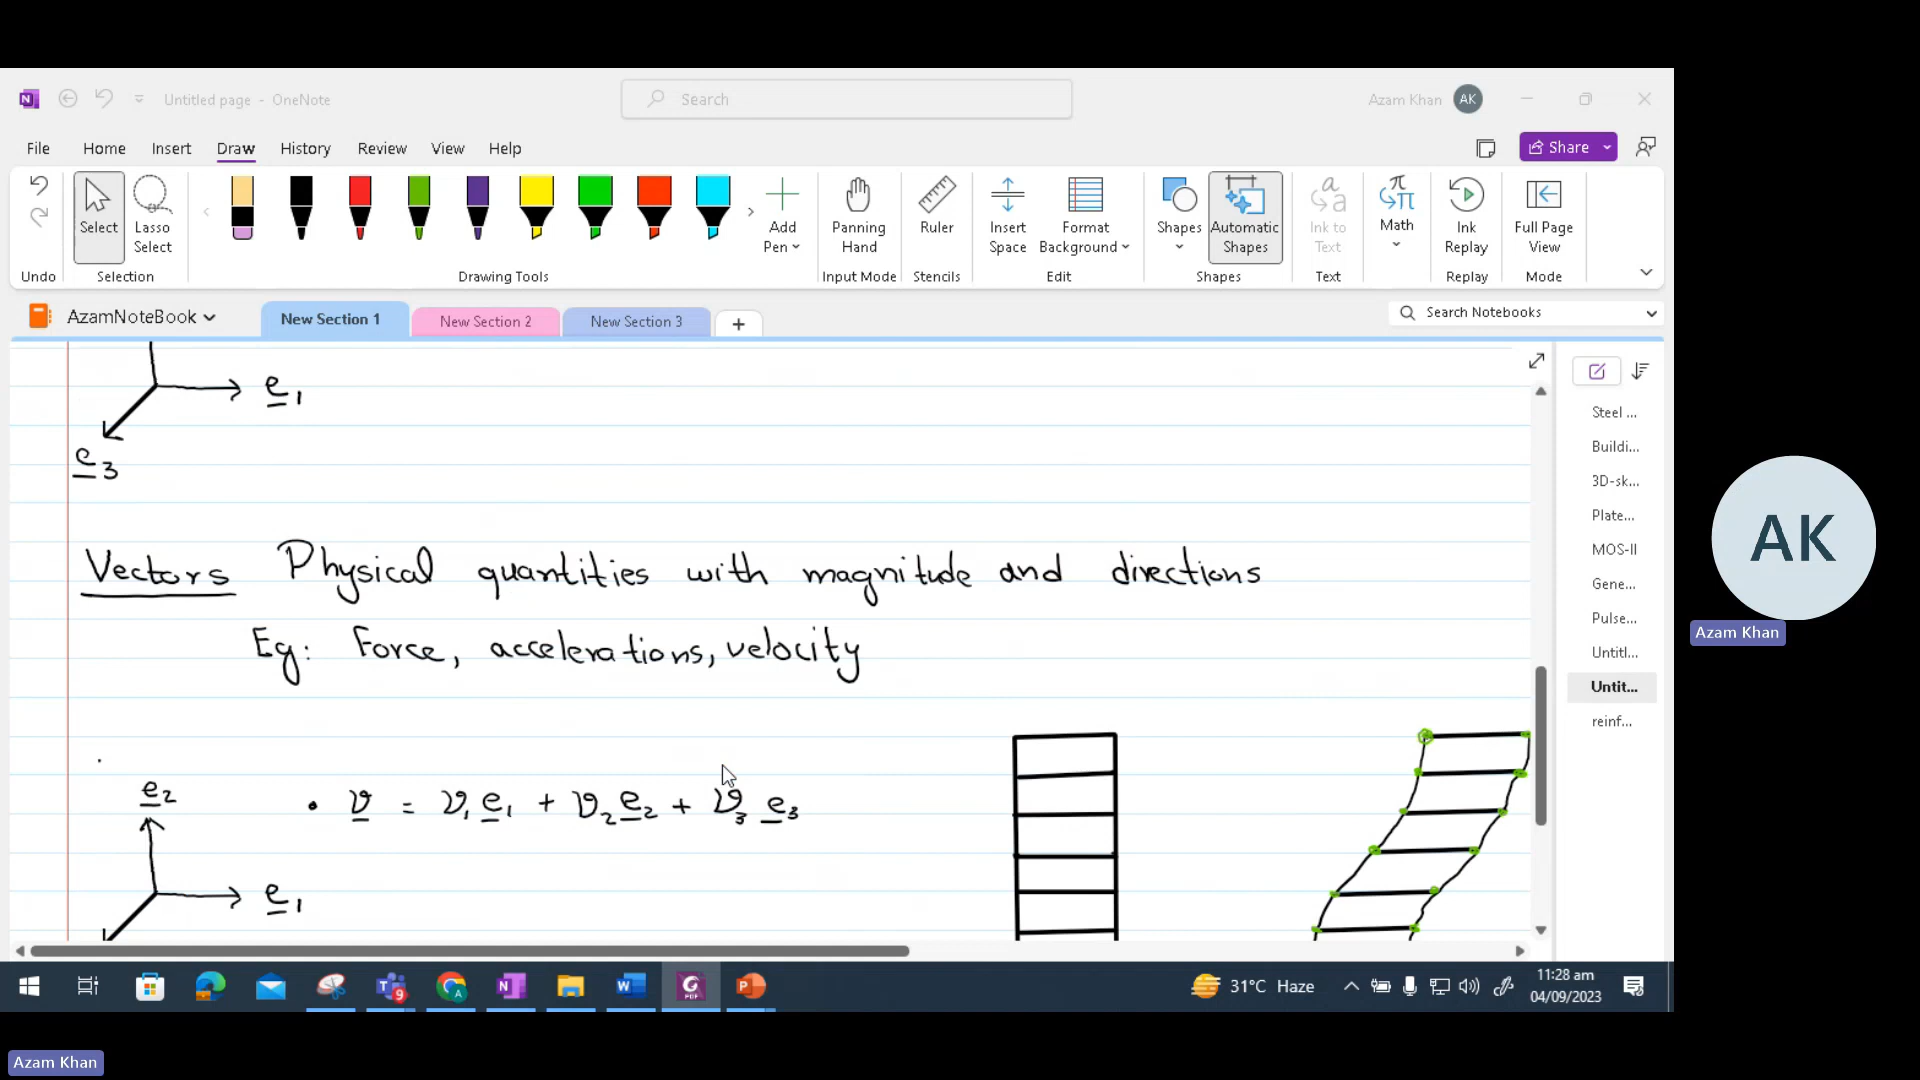 Untitled page - OneNote
Search
Azam Khan AK
File Home Insert Draw History Review View Help
Share
Select
Lasso Select
Add Pen
Panning Hand
Ruler
Insert Space
Format Background
Shapes
Automatic Shapes
Ink to Text
Math
Ink Replay
Full Page View
Undo Selection Drawing Tools Input Mode Stencils Edit Shapes Text Replay Mode
AzamNoteBook New Section 1 New Section 2 New Section 3 + Search Notebooks
e1
e3
Vectors Physical quantities with magnitude and directions
Eg: Force, accelerations, velocity
e2
• v = v1 e1 + v2 e2 + v3 e3
e1
Steel ...
Buildi...
3D-sk...
Plate...
MOS-II
Gene...
Pulse...
Untitl...
Untit...
reinf...
AK
Azam Khan
31°C Haze
11:28 am
04/09/2023
Azam Khan